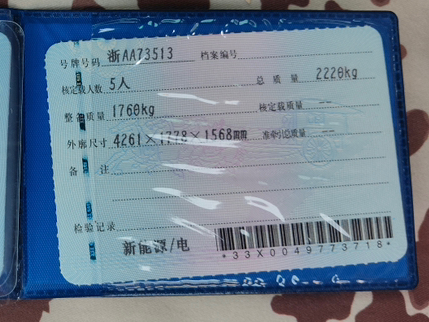 号牌号码 浙AA73513 档案编号
核定载人数 5人 总质量 2220kg
整备质量 1760kg 核定载质量 --
外廓尺寸 4261×1778×1568mm 准牵引总质量 --
备注
检验记录
新能源/电
*33X0049773718*